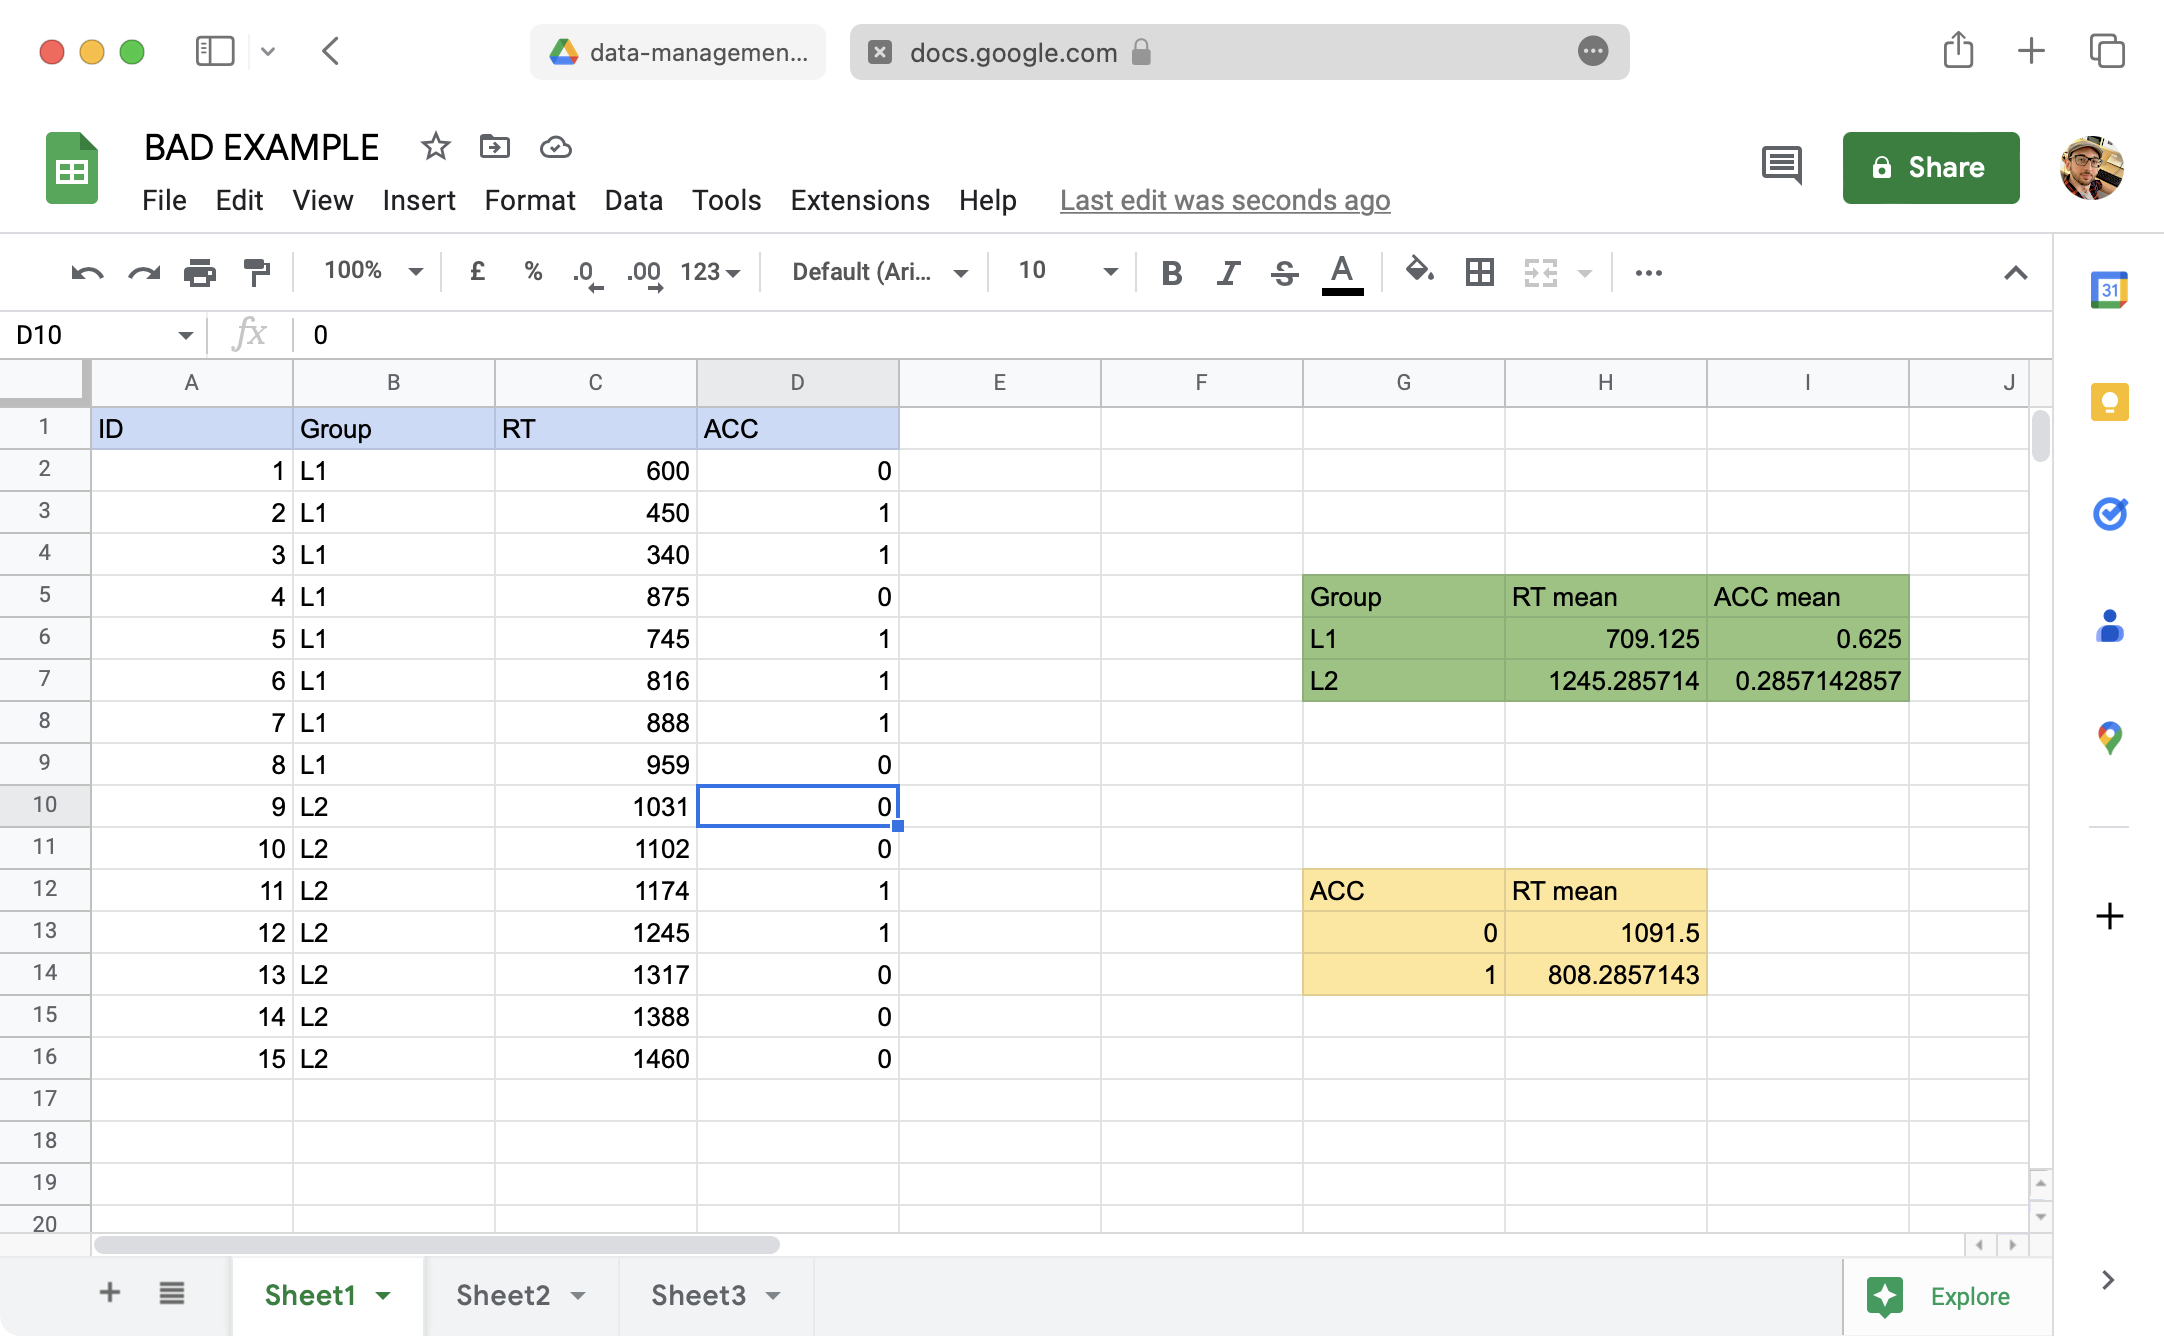 data-managemen...
docs.google.com
BAD EXAMPLE
Share
File Edit View Insert Format Data Tools Extensions Help Last edit was seconds ago
100% £ % .0 .00 123 Default (Ari... 10 B I S A
31
D10 fx 0
A B C D E F G H I J
1 ID Group RT ACC
2 1 L1 600 0
3 2 L1 450 1
4 3 L1 340 1
5 4 L1 875 0 Group RT mean ACC mean
6 5 L1 745 1 L1 709.125 0.625
7 6 L1 816 1 L2 1245.285714 0.2857142857
8 7 L1 888 1
9 8 L1 959 0
10 9 L2 1031 0
11 10 L2 1102 0
12 11 L2 1174 1 ACC RT mean
13 12 L2 1245 1 0 1091.5
14 13 L2 1317 0 1 808.2857143
15 14 L2 1388 0
16 15 L2 1460 0
17
18
19
20
Sheet1 Sheet2 Sheet3 Explore